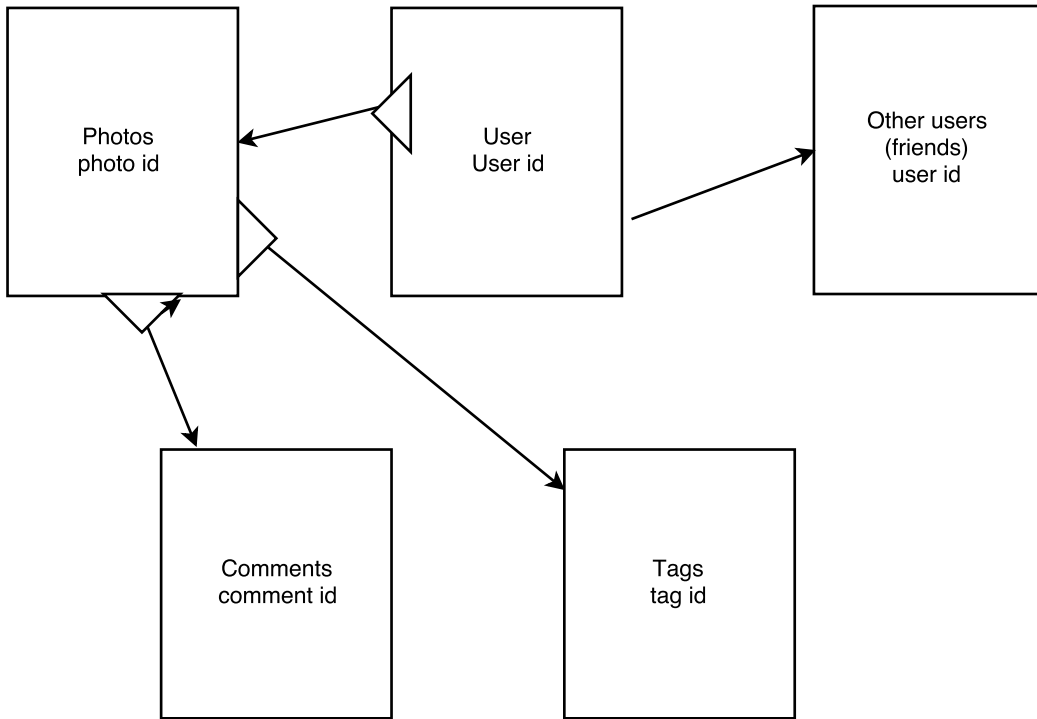 Photos
photo id
User
User id
Other users
(friends)
user id
Comments
comment id
Tags
tag id